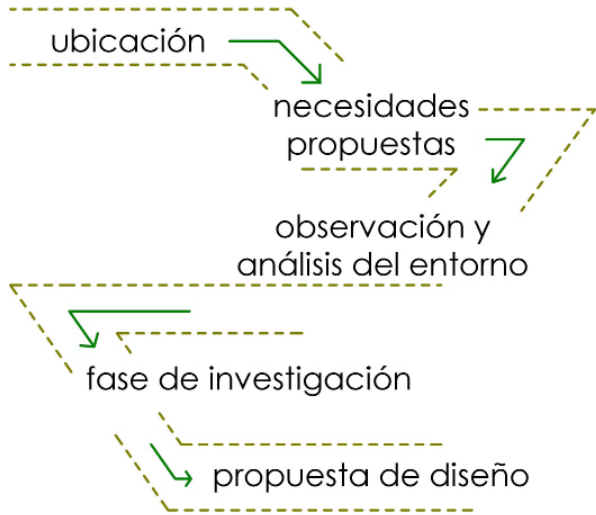 ubicación
necesidades
propuestas
observación y
análisis del entorno
fase de investigación
propuesta de diseño